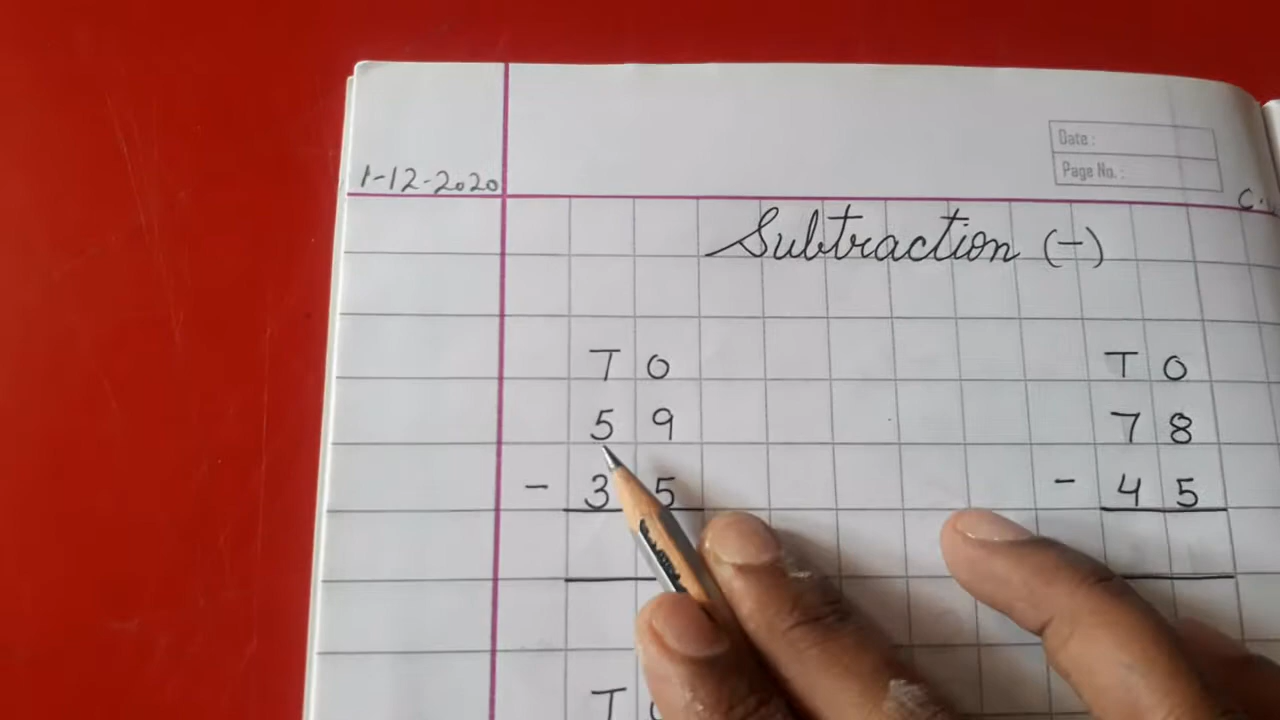 Date :
Page No. :
1-12-2020
C.
Subtraction (-)
T O T O
5 9 7 8
- 3 5 - 4 5
T